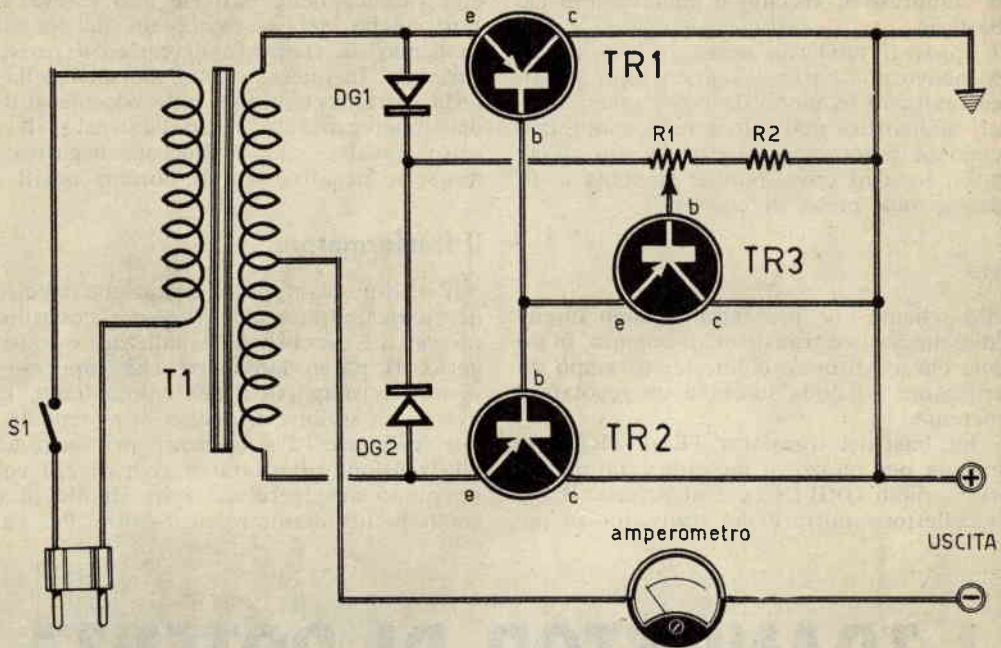 e
c
TR1
DG1
b
R1
R2
b
TR3
e
c
T1
b
S1
DG2
TR2
e
c
+
amperometro
USCITA
-